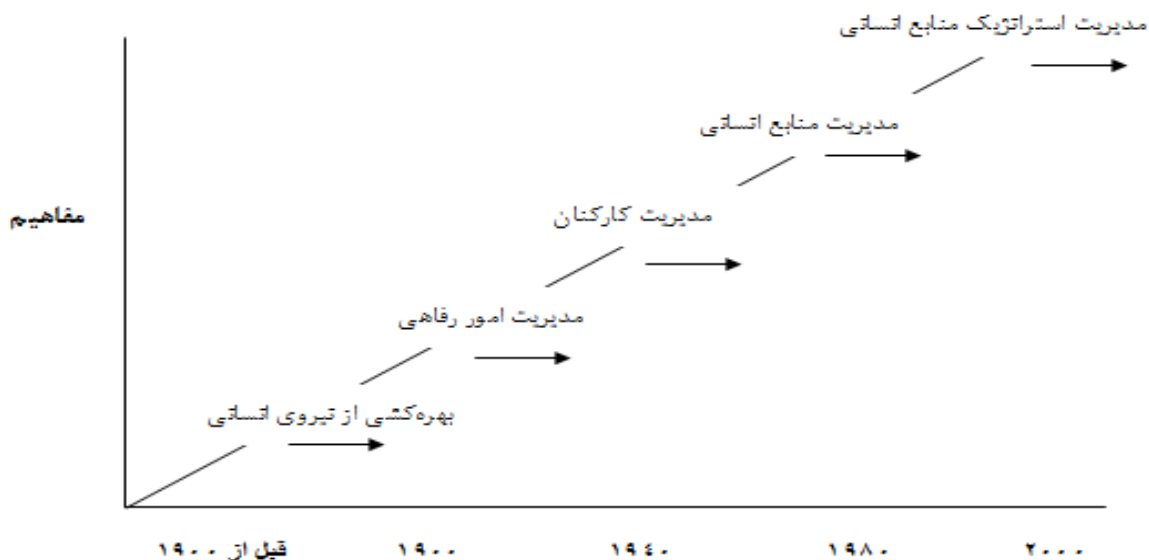 مدیریت استراتژیک منابع انسانی
مدیریت منابع انسانی
مدیریت کارکنان
مفاهیم
مدیریت امور رفاهی
بهره‌کشی از نیروی انسانی
قبل از ۱۹۰۰
۱۹۰۰
۱۹٤۰
۱۹۸۰
۲۰۰۰